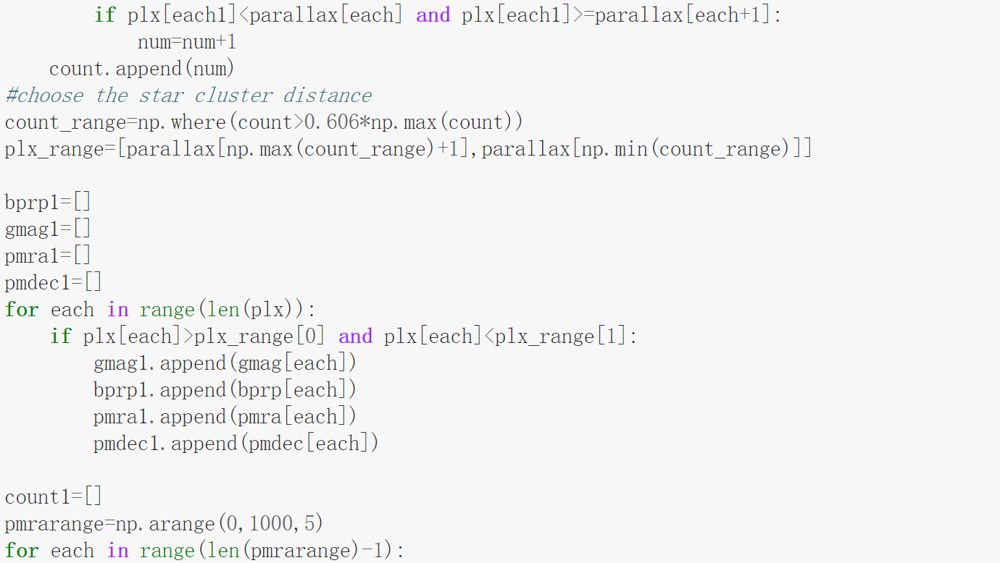 if plx[each1]<parallax[each] and plx[each1]>=parallax[each+1]:
            num=num+1
    count.append(num)
#choose the star cluster distance
count_range=np.where(count>0.606*np.max(count))
plx_range=[parallax[np.max(count_range)+1],parallax[np.min(count_range)]]

bprp1=[]
gmag1=[]
pmra1=[]
pmdec1=[]
for each in range(len(plx)):
    if plx[each]>plx_range[0] and plx[each]<plx_range[1]:
        gmag1.append(gmag[each])
        bprp1.append(bprp[each])
        pmra1.append(pmra[each])
        pmdec1.append(pmdec[each])

count1=[]
pmrarange=np.arange(0,1000,5)
for each in range(len(pmrarange)-1):